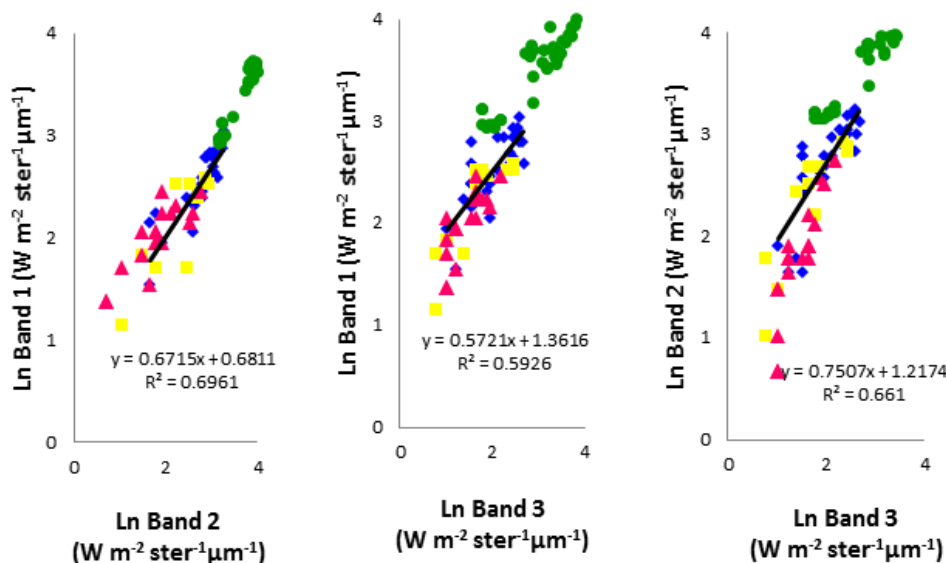 4
3
2
1
0
0
2
4
Ln Band 1 (W m⁻² ster⁻¹µm⁻¹)
y = 0.6715x + 0.6811
R² = 0.6961
Ln Band 2
(W m⁻² ster⁻¹µm⁻¹)
4
3
2
1
0
0
2
4
Ln Band 1 (W m⁻² ster⁻¹µm⁻¹)
y = 0.5721x + 1.3616
R² = 0.5926
Ln Band 3
(W m⁻² ster⁻¹µm⁻¹)
4
3
2
1
0
0
2
4
Ln Band 2 (W m⁻² ster⁻¹µm⁻¹)
y = 0.7507x + 1.2174
R² = 0.661
Ln Band 3
(W m⁻² ster⁻¹µm⁻¹)